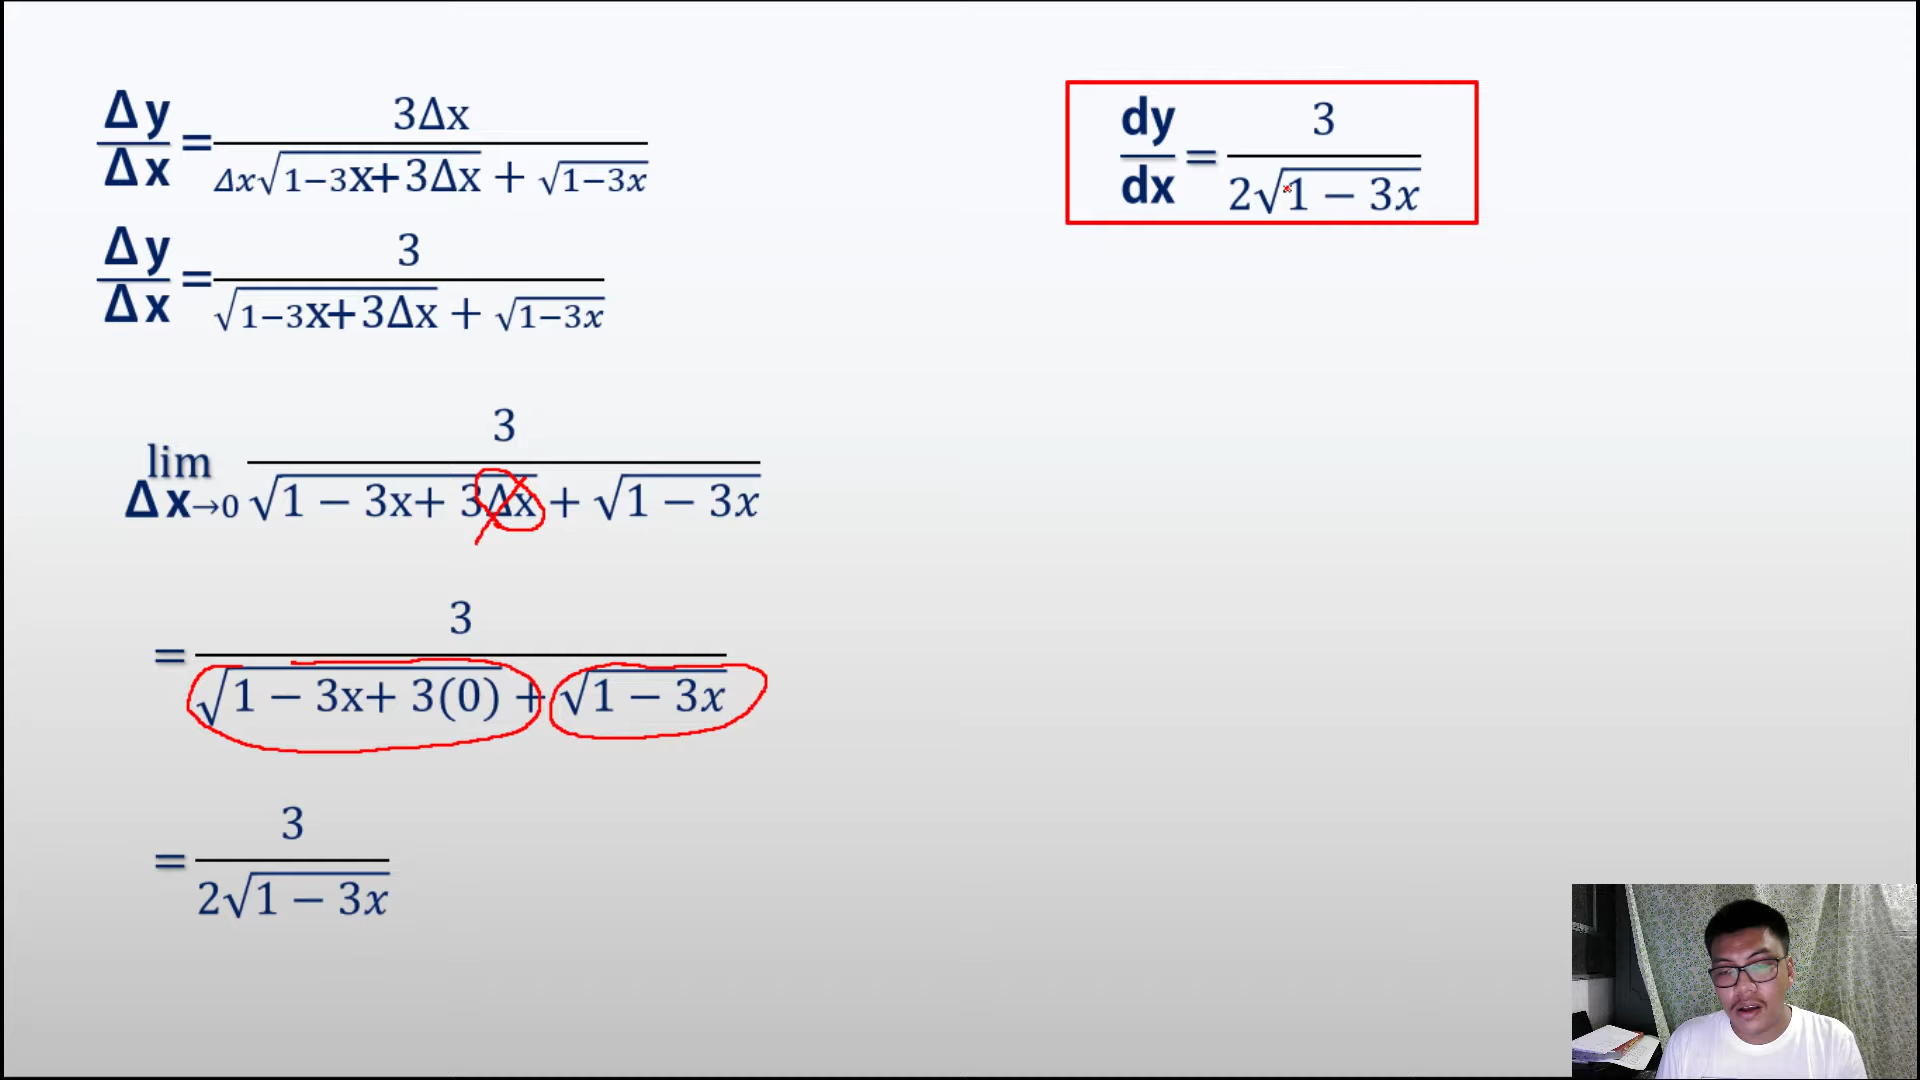 Δy/Δx = 3Δx / Δx√(1−3x+3Δx) + √(1−3x)
Δy/Δx = 3 / √(1−3x+3Δx) + √(1−3x)
lim Δx→0 3 / √(1 − 3x+ 3Δx) + √(1 − 3x)
= 3 / √(1 − 3x+ 3(0)) + √(1 − 3x)
= 3 / 2√(1 − 3x)
dy/dx = 3 / 2√(1 − 3x)